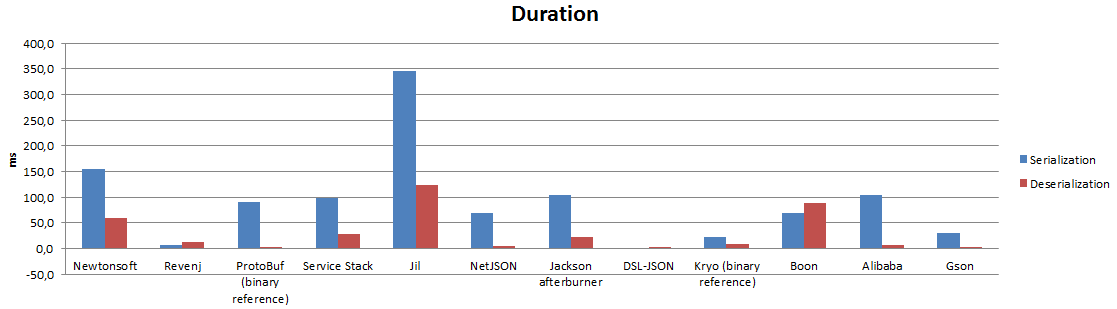 Duration
400,0
350,0
300,0
250,0
200,0
150,0
100,0
50,0
0,0
-50,0
ms
Newtonsoft
Revenj
ProtoBuf
(binary
reference)
Service Stack
Jil
NetJSON
Jackson
afterburner
DSL-JSON
Kryo (binary
reference)
Boon
Alibaba
Gson
Serialization
Deserialization